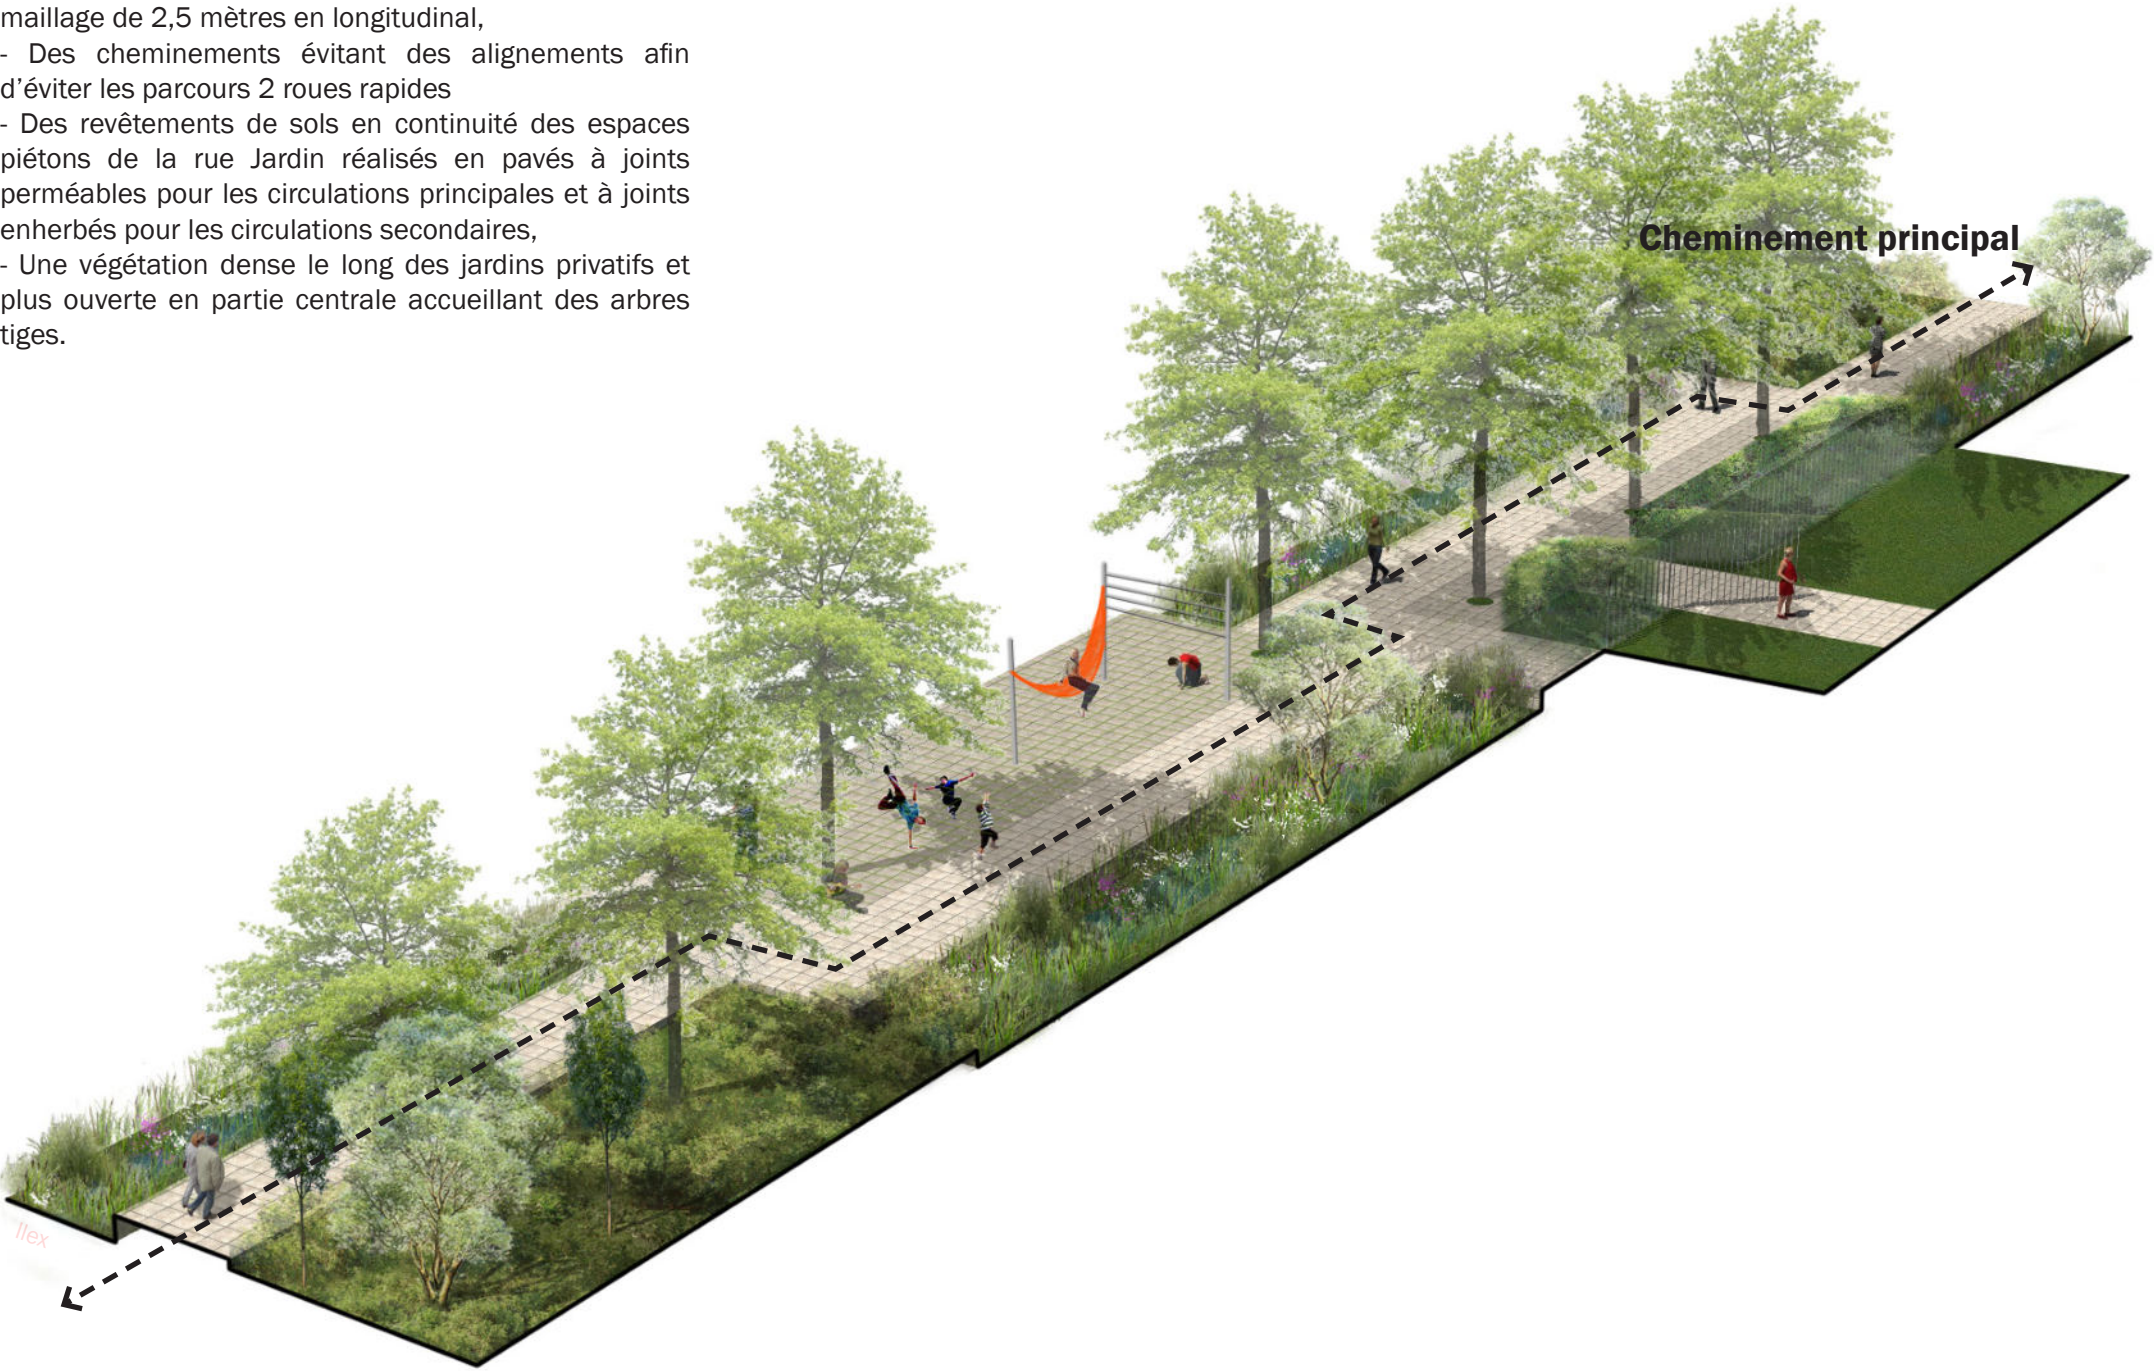 maillage de 2,5 mètres en longitudinal,
- Des cheminements évitant des alignements afin
d'éviter les parcours 2 roues rapides
- Des revêtements de sols en continuité des espaces
piétons de la rue Jardin réalisés en pavés à joints
perméables pour les circulations principales et à joints
enherbés pour les circulations secondaires,
- Une végétation dense le long des jardins privatifs et
plus ouverte en partie centrale accueillant des arbres
tiges.
Cheminement principal
Ilex